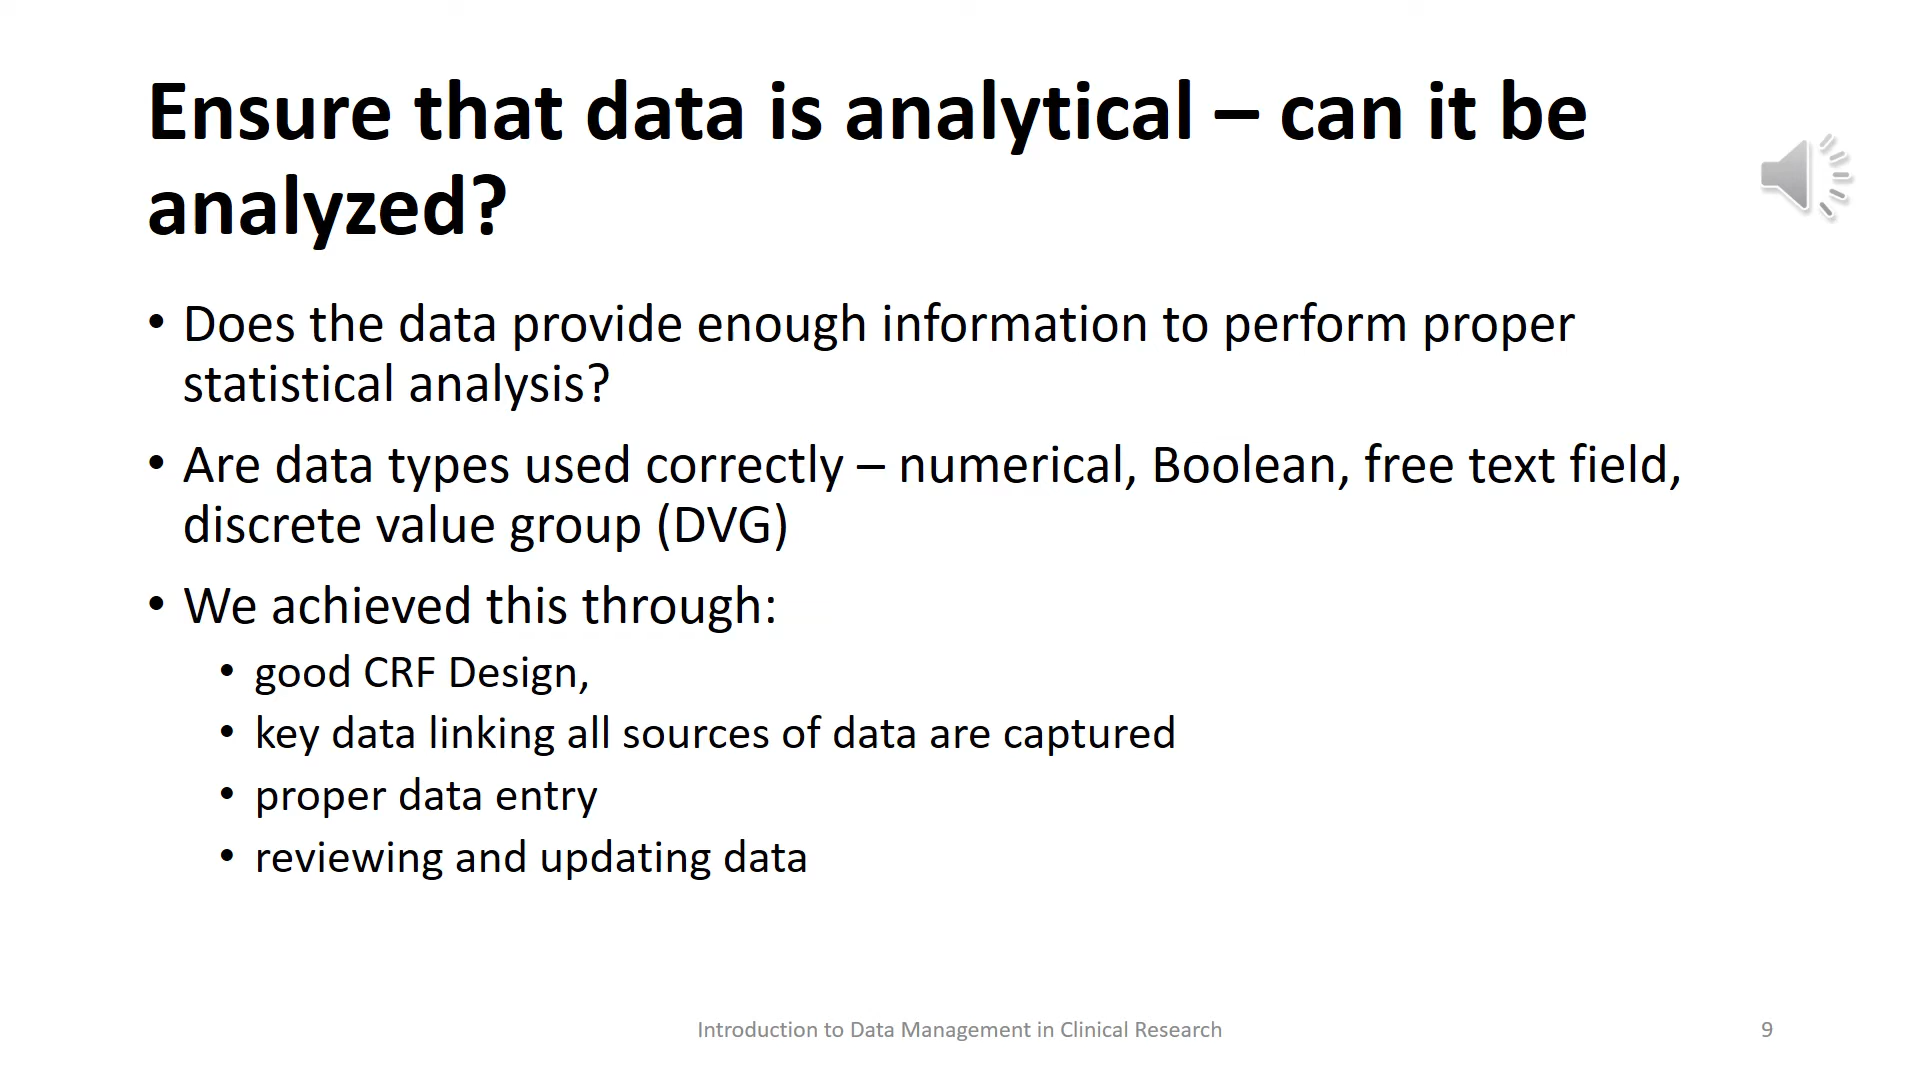 Ensure that data is analytical – can it be
analyzed?
• Does the data provide enough information to perform proper
statistical analysis?
• Are data types used correctly – numerical, Boolean, free text field,
discrete value group (DVG)
• We achieved this through:
• good CRF Design,
• key data linking all sources of data are captured
• proper data entry
• reviewing and updating data
Introduction to Data Management in Clinical Research
9